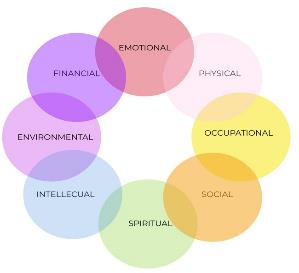 EMOTIONAL
FINANCIAL
PHYSICAL
ENVIRONMENTAL
OCCUPATIONAL
INTELLECUAL
SOCIAL
SPIRITUAL